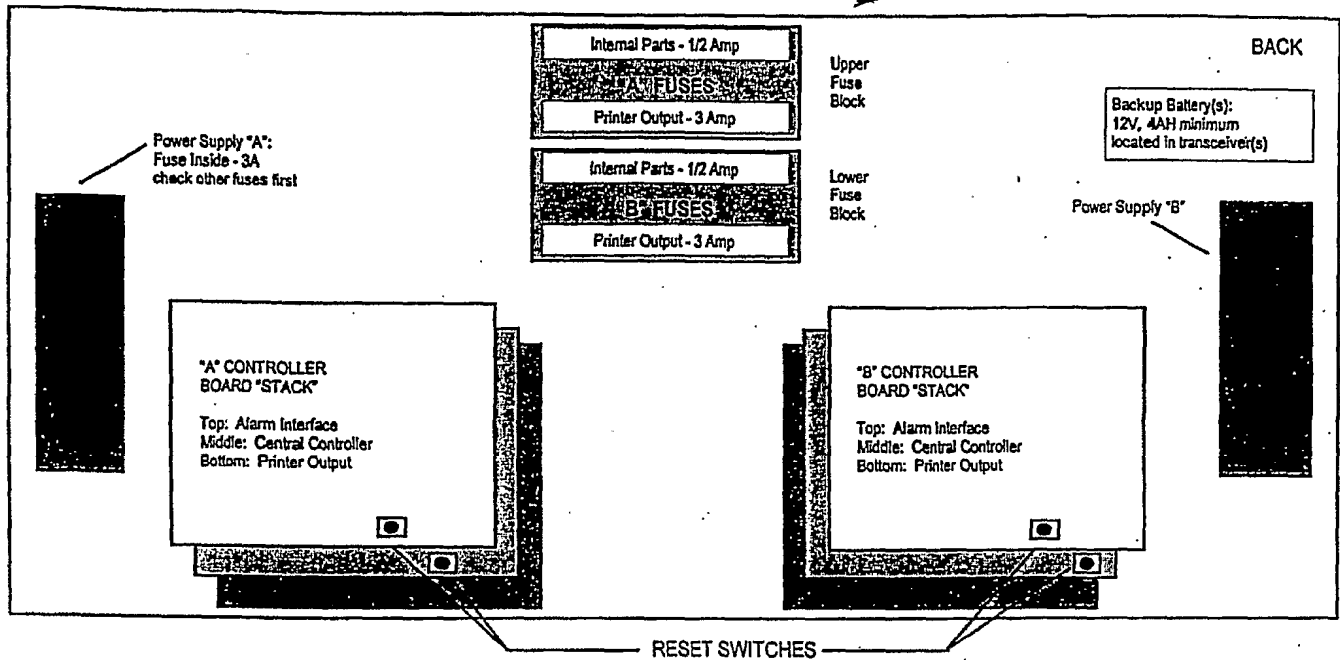 Internal Parts - 1/2 Amp
"A" FUSES
Printer Output - 3 Amp
Upper
Fuse
Block
BACK
Backup Battery(s):
12V, 4AH minimum
located in transceiver(s)
Power Supply "A":
Fuse Inside - 3A
check other fuses first
Internal Parts - 1/2 Amp
"B" FUSES
Printer Output - 3 Amp
Lower
Fuse
Block
Power Supply "B"
"A" CONTROLLER
BOARD "STACK"
Top: Alarm Interface
Middle: Central Controller
Bottom: Printer Output
"B" CONTROLLER
BOARD "STACK"
Top: Alarm Interface
Middle: Central Controller
Bottom: Printer Output
RESET SWITCHES